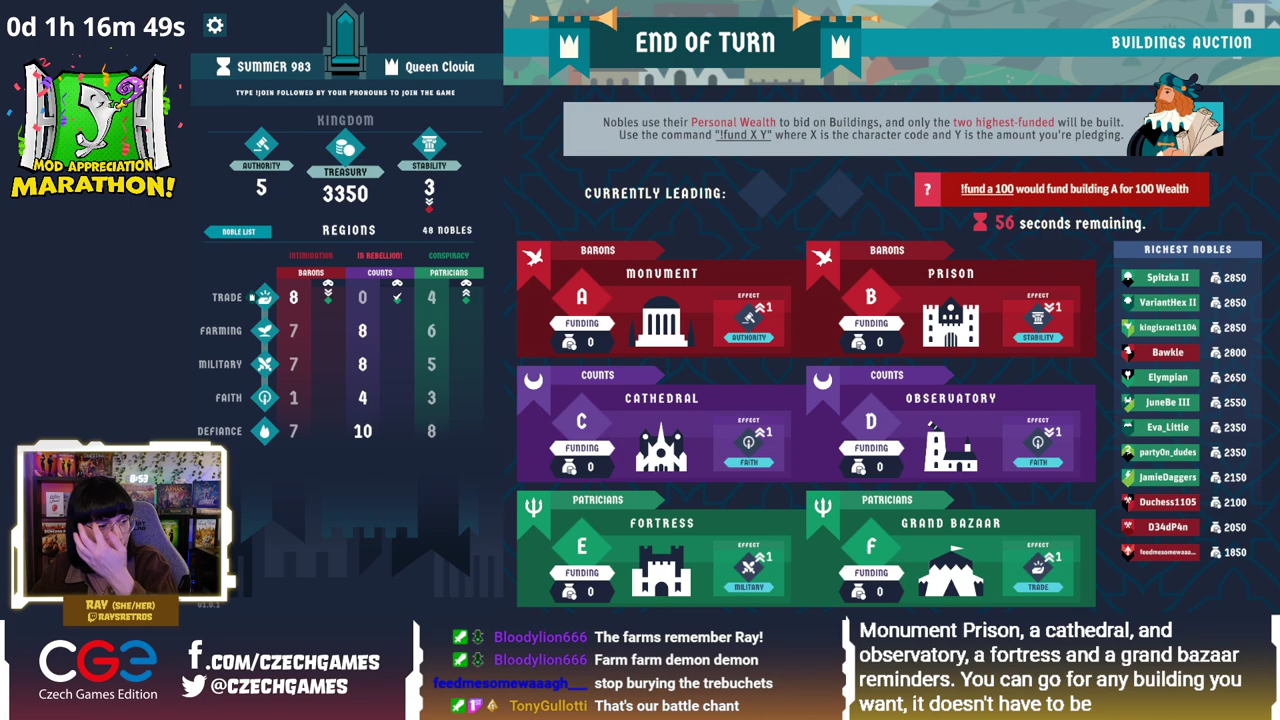 0d 1h 16m 49s
MOD APPRECIATION
MARATHON!
SUMMER 983
Queen Clovia
TYPE !JOIN FOLLOWED BY YOUR PRONOUNS TO JOIN THE GAME
KINGDOM
AUTHORITY
TREASURY
STABILITY
5
3350
3
NOBLE LIST
REGIONS
48 NOBLES
INTIMIDATION
IN REBELLION!
CONSPIRACY
BARONS
COUNTS
PATRICIANS
TRADE 8 0 4
FARMING 7 8 6
MILITARY 7 8 5
FAITH 1 4 3
DEFIANCE 7 10 8
8:53
V1.0.1
RAY (SHE/HER)
RAYSRETROS
END OF TURN
BUILDINGS AUCTION
Nobles use their Personal Wealth to bid on Buildings, and only the two highest-funded will be built.
Use the command "!fund X Y" where X is the character code and Y is the amount you're pledging.
CURRENTLY LEADING:
? !fund a 100 would fund building A for 100 Wealth
56 seconds remaining.
BARONS
MONUMENT
A
FUNDING
0
EFFECT
1
AUTHORITY
BARONS
PRISON
B
FUNDING
0
EFFECT
1
STABILITY
COUNTS
CATHEDRAL
C
FUNDING
0
EFFECT
1
FAITH
COUNTS
OBSERVATORY
D
FUNDING
0
EFFECT
1
FAITH
PATRICIANS
FORTRESS
E
FUNDING
0
EFFECT
1
MILITARY
PATRICIANS
GRAND BAZAAR
F
FUNDING
0
EFFECT
1
TRADE
RICHEST NOBLES
Spitzka II 2850
VariantHex II 2850
kingisrael1104 2850
Bawkle 2800
Elympian 2650
JuneBe III 2550
Eva_Little 2350
party0n_dudes 2350
JamieDaggers 2150
Duchess1105 2100
D34dP4n 2050
feedmesomewaaa... 1850
CGE
Czech Games Edition
f.COM/CZECHGAMES
@CZECHGAMES
Bloodylion666 The farms remember Ray!
Bloodylion666 Farm farm demon demon
feedmesomewaaagh__ stop burying the trebuchets
TonyGullotti That's our battle chant
Monument Prison, a cathedral, and
observatory, a fortress and a grand bazaar
reminders. You can go for any building you
want, it doesn't have to be